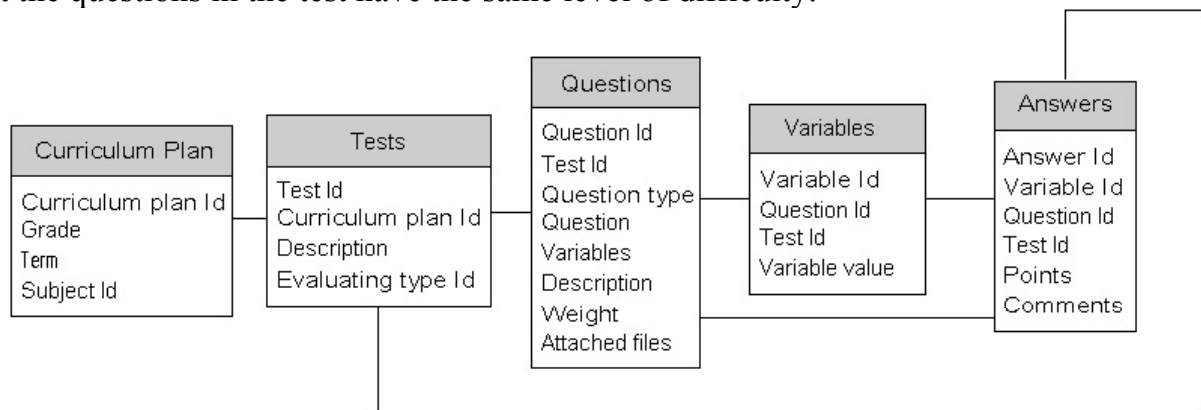 the questions in the test have the same level of difficulty.
Curriculum Plan
Curriculum plan Id
Grade
Term
Subject Id
Tests
Test Id
Curriculum plan Id
Description
Evaluating type Id
Questions
Question Id
Test Id
Question type
Question
Variables
Description
Weight
Attached files
Variables
Variable Id
Question Id
Test Id
Variable value
Answers
Answer Id
Variable Id
Question Id
Test Id
Points
Comments